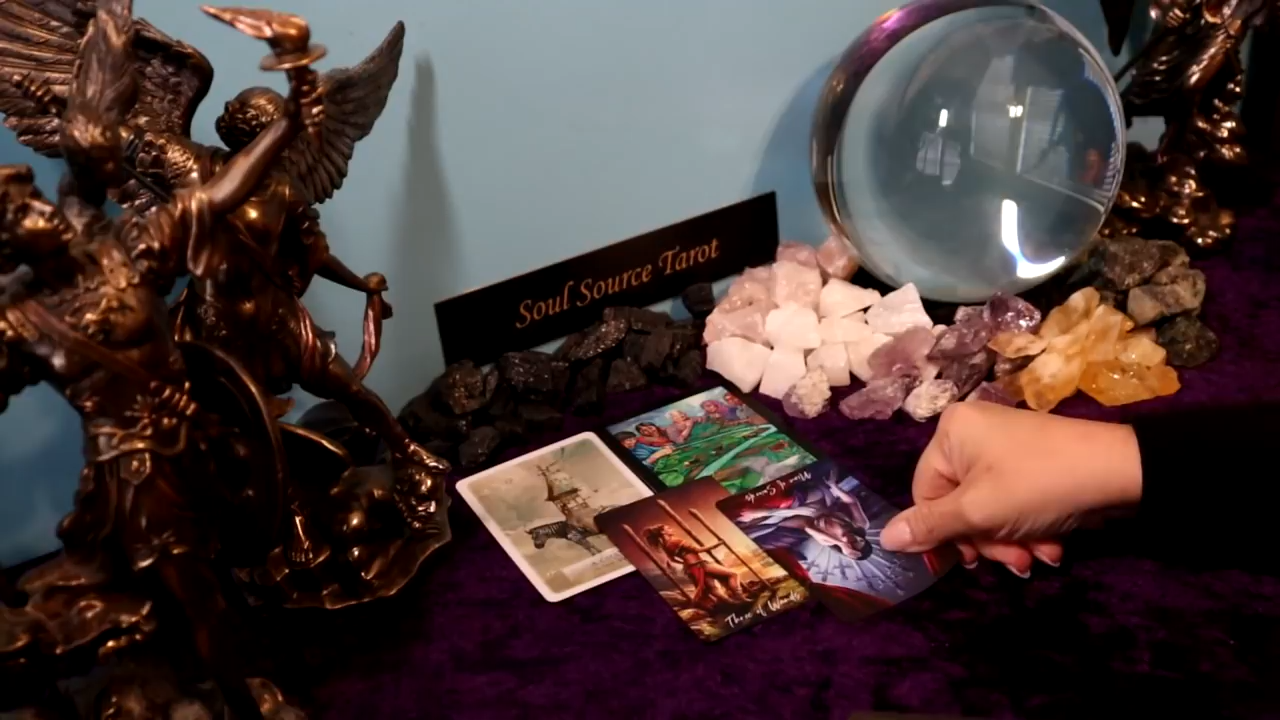 Soul Source Tarot
Nine of Swords
Three of Wands